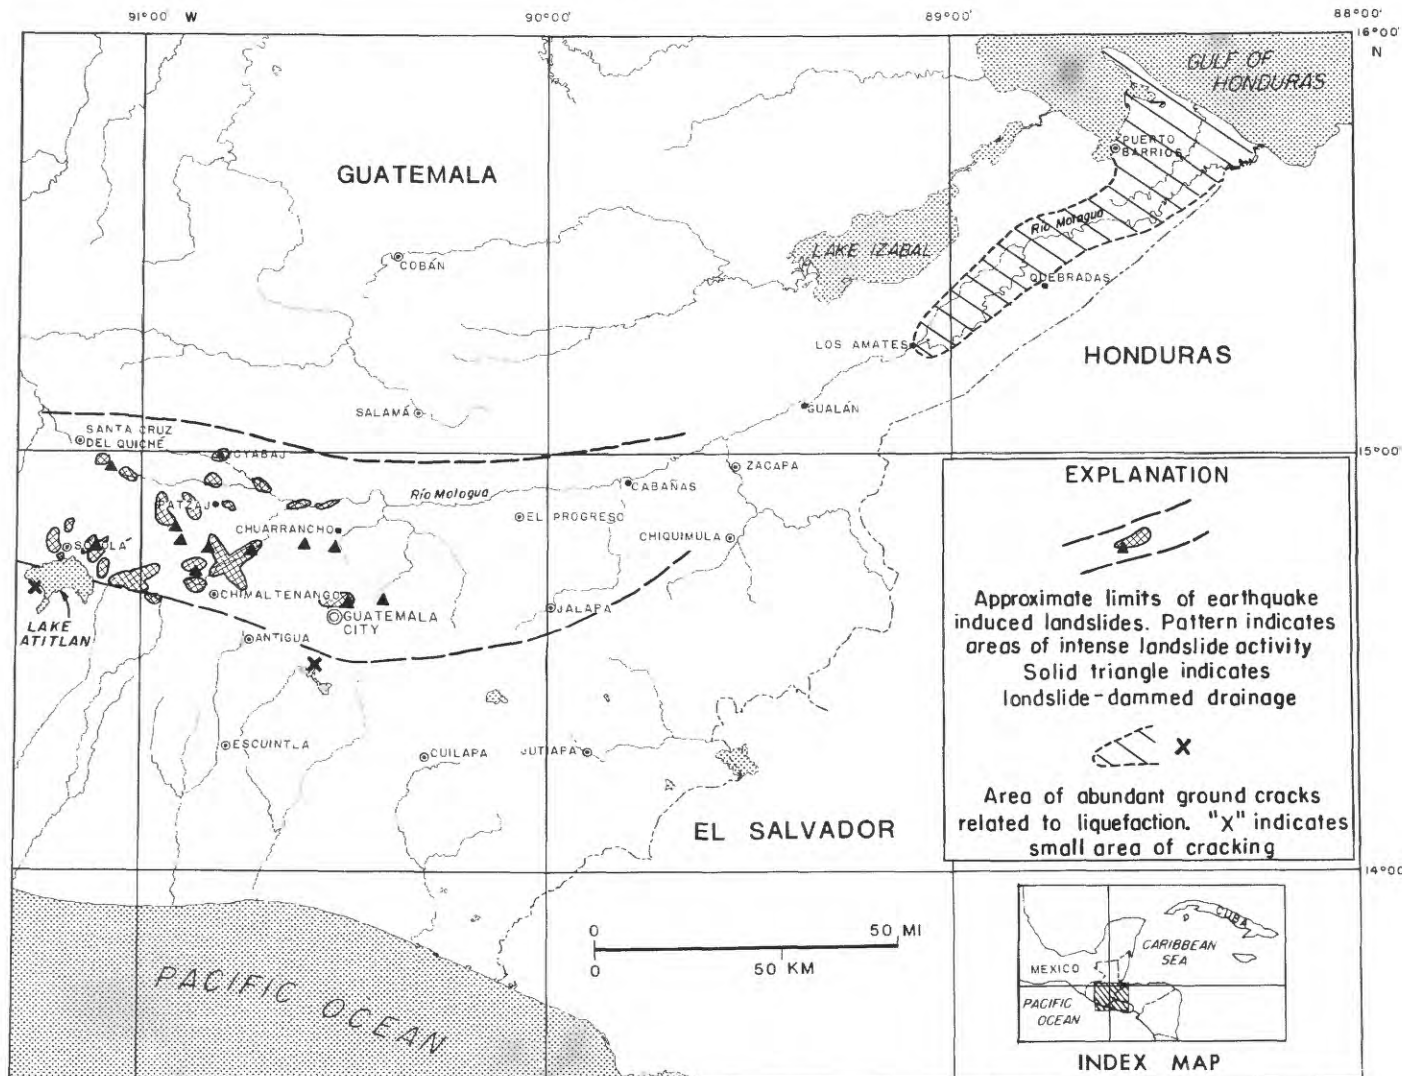 91°00' W
90°00'
89°00'
88°00'
16°00'
N
GULF OF
HONDURAS
PUERTO
BARRIOS
GUATEMALA
Río Motagua
LAKE IZABAL
COBÁN
QUEBRADAS
LOS AMATES
HONDURAS
SALAMÁ
GUALÁN
SANTA CRUZ
DEL QUICHÉ
15°00'
ZACAPA
CABAÑAS
Río Motagua
EL PROGRESO
CHUARRANCHO
CHIQUIMULA
SOLOLÁ
CHIMALTENANGO
JALAPA
GUATEMALA
CITY
LAKE
ATITLAN
ANTIGUA
ESCUINTLA
CUILAPA
JUTIAPA
EL SALVADOR
14°00'
PACIFIC OCEAN
0 50 MI
0 50 KM
EXPLANATION
Approximate limits of earthquake
induced landslides. Pattern indicates
areas of intense landslide activity
Solid triangle indicates
landslide-dammed drainage
X
Area of abundant ground cracks
related to liquefaction. "X" indicates
small area of cracking
CUBA
CARIBBEAN
SEA
MEXICO
PACIFIC
OCEAN
INDEX MAP